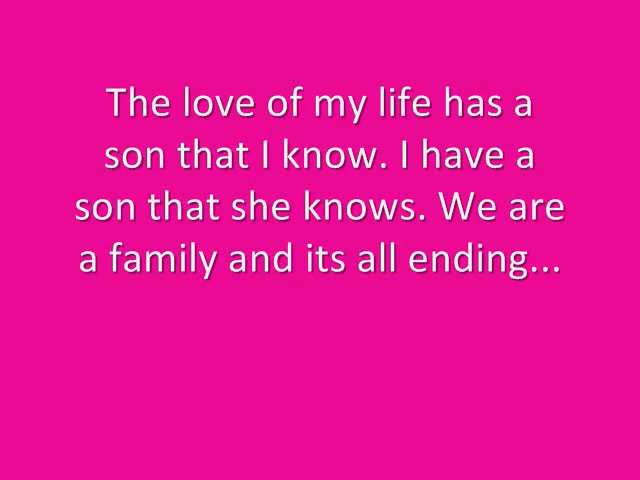 The love of my life has a
son that I know. I have a
son that she knows. We are
a family and its all ending...